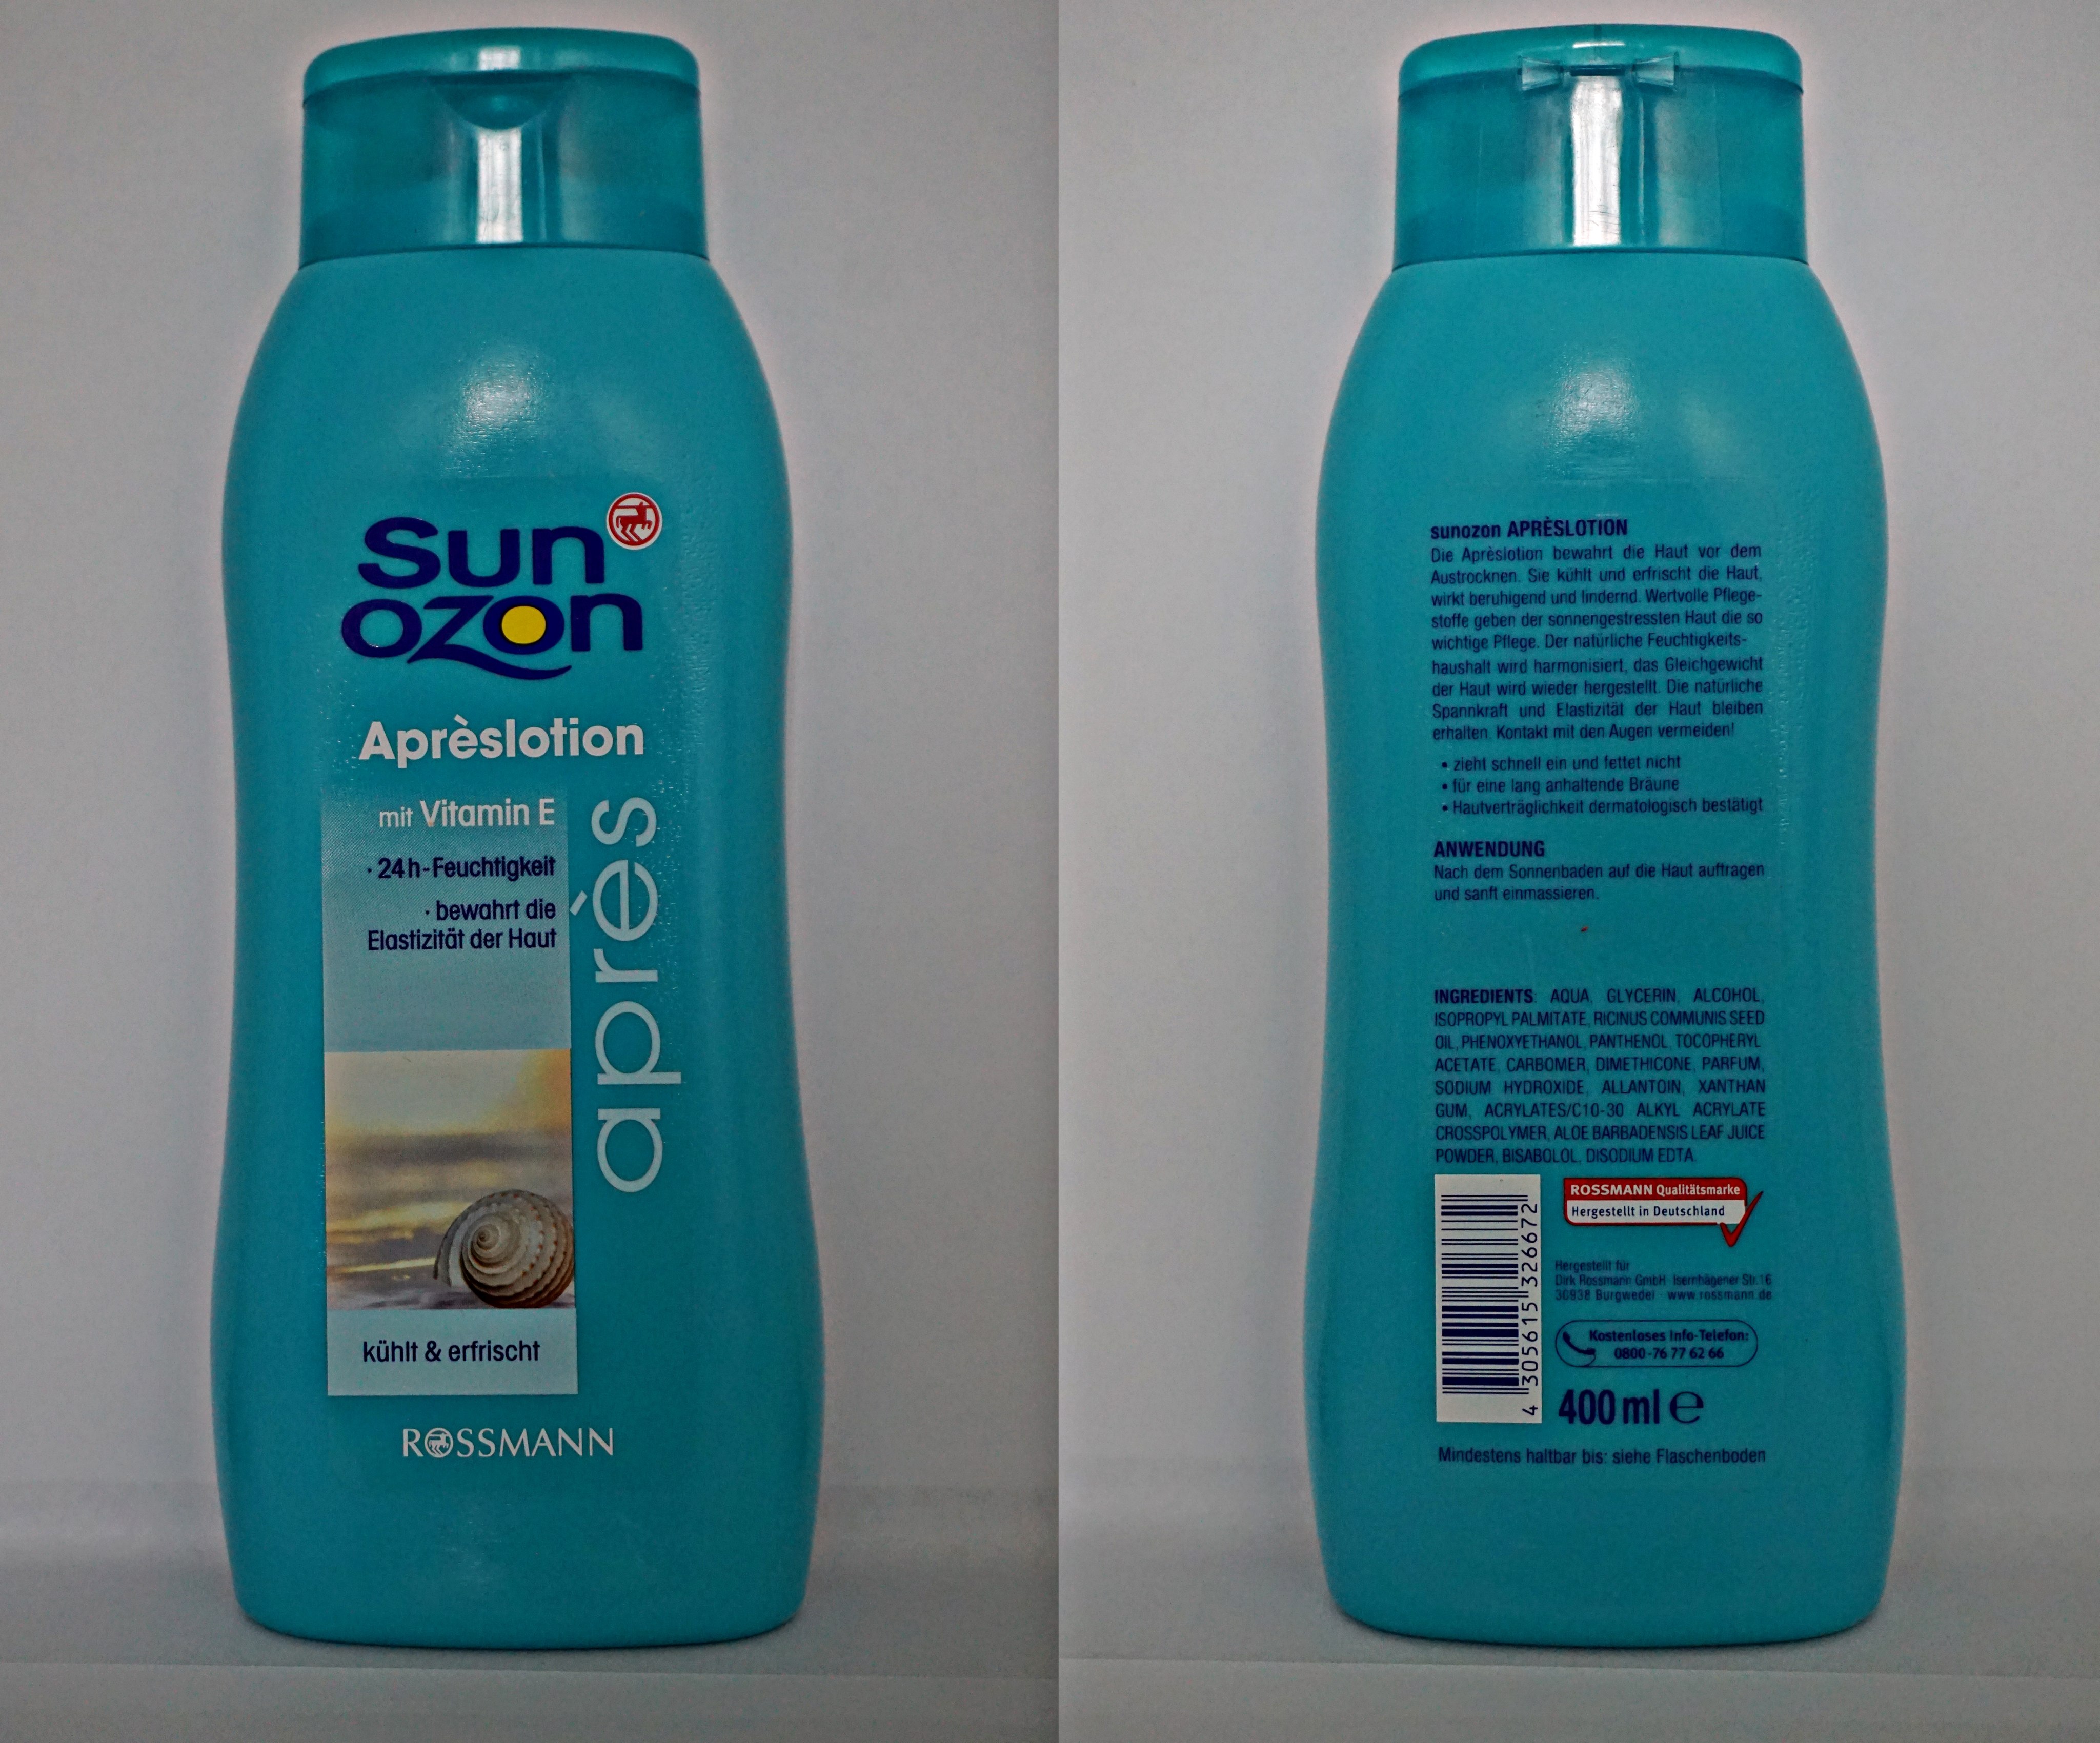 sun
ozon
Aprèslotion
mit Vitamin E
· 24h-Feuchtigkeit
· bewahrt die
Elastizität der Haut
après
kühlt & erfrischt
ROSSMANN
sunozon APRÈSLOTION
Die Aprèslotion bewahrt die Haut vor dem
Austrocknen. Sie kühlt und erfrischt die Haut,
wirkt beruhigend und lindernd. Wertvolle Pflege-
stoffe geben der sonnengestressten Haut die so
wichtige Pflege. Der natürliche Feuchtigkeits-
haushalt wird harmonisiert, das Gleichgewicht
der Haut wird wieder hergestellt. Die natürliche
Spannkraft und Elastizität der Haut bleiben
erhalten. Kontakt mit den Augen vermeiden!
• zieht schnell ein und fettet nicht
• für eine lang anhaltende Bräune
• Hautverträglichkeit dermatologisch bestätigt
ANWENDUNG
Nach dem Sonnenbaden auf die Haut auftragen
und sanft einmassieren.
INGREDIENTS: AQUA, GLYCERIN, ALCOHOL,
ISOPROPYL PALMITATE, RICINUS COMMUNIS SEED
OIL, PHENOXYETHANOL, PANTHENOL, TOCOPHERYL
ACETATE, CARBOMER, DIMETHICONE, PARFUM,
SODIUM HYDROXIDE, ALLANTOIN, XANTHAN
GUM, ACRYLATES/C10-30 ALKYL ACRYLATE
CROSSPOLYMER, ALOE BARBADENSIS LEAF JUICE
POWDER, BISABOLOL, DISODIUM EDTA.
4 305615 326672
ROSSMANN Qualitätsmarke
Hergestellt in Deutschland
Hergestellt für
Dirk Rossmann GmbH · Isernhägener Str. 16
30938 Burgwedel · www.rossmann.de
Kostenloses Info-Telefon:
0800-76 77 62 66
400 ml ℮
Mindestens haltbar bis: siehe Flaschenboden